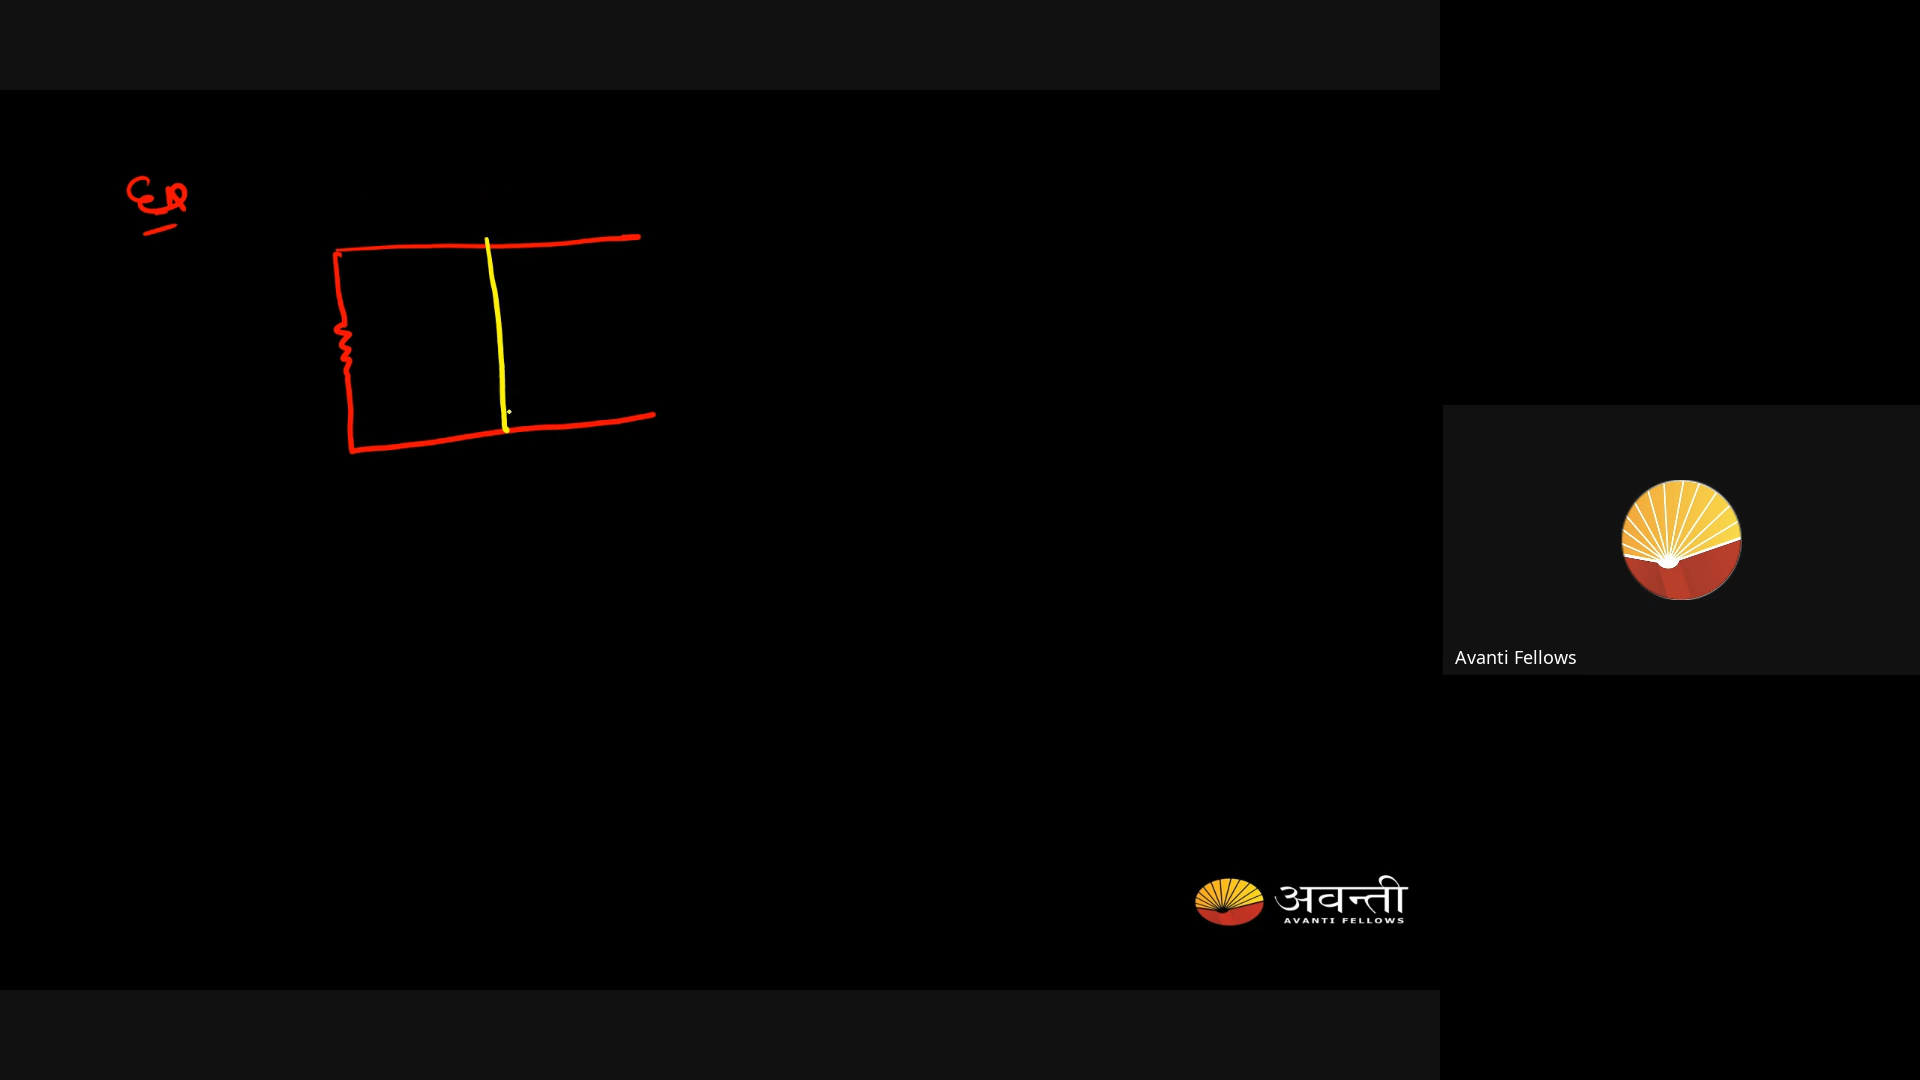 Avanti Fellows
अवन्ती
AVANTI FELLOWS